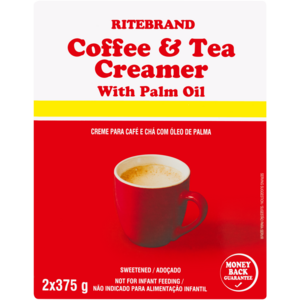 RITEBRAND
Coffee & Tea
Creamer
With Palm Oil
CREME PARA CAFÉ E CHÁ COM ÓLEO DE PALMA
SWEETENED / ADOÇADO
2x375 g
NOT FOR INFANT FEEDING /
NÃO INDICADO PARA ALIMENTAÇÃO INFANTIL
MONEY
BACK
GUARANTEE